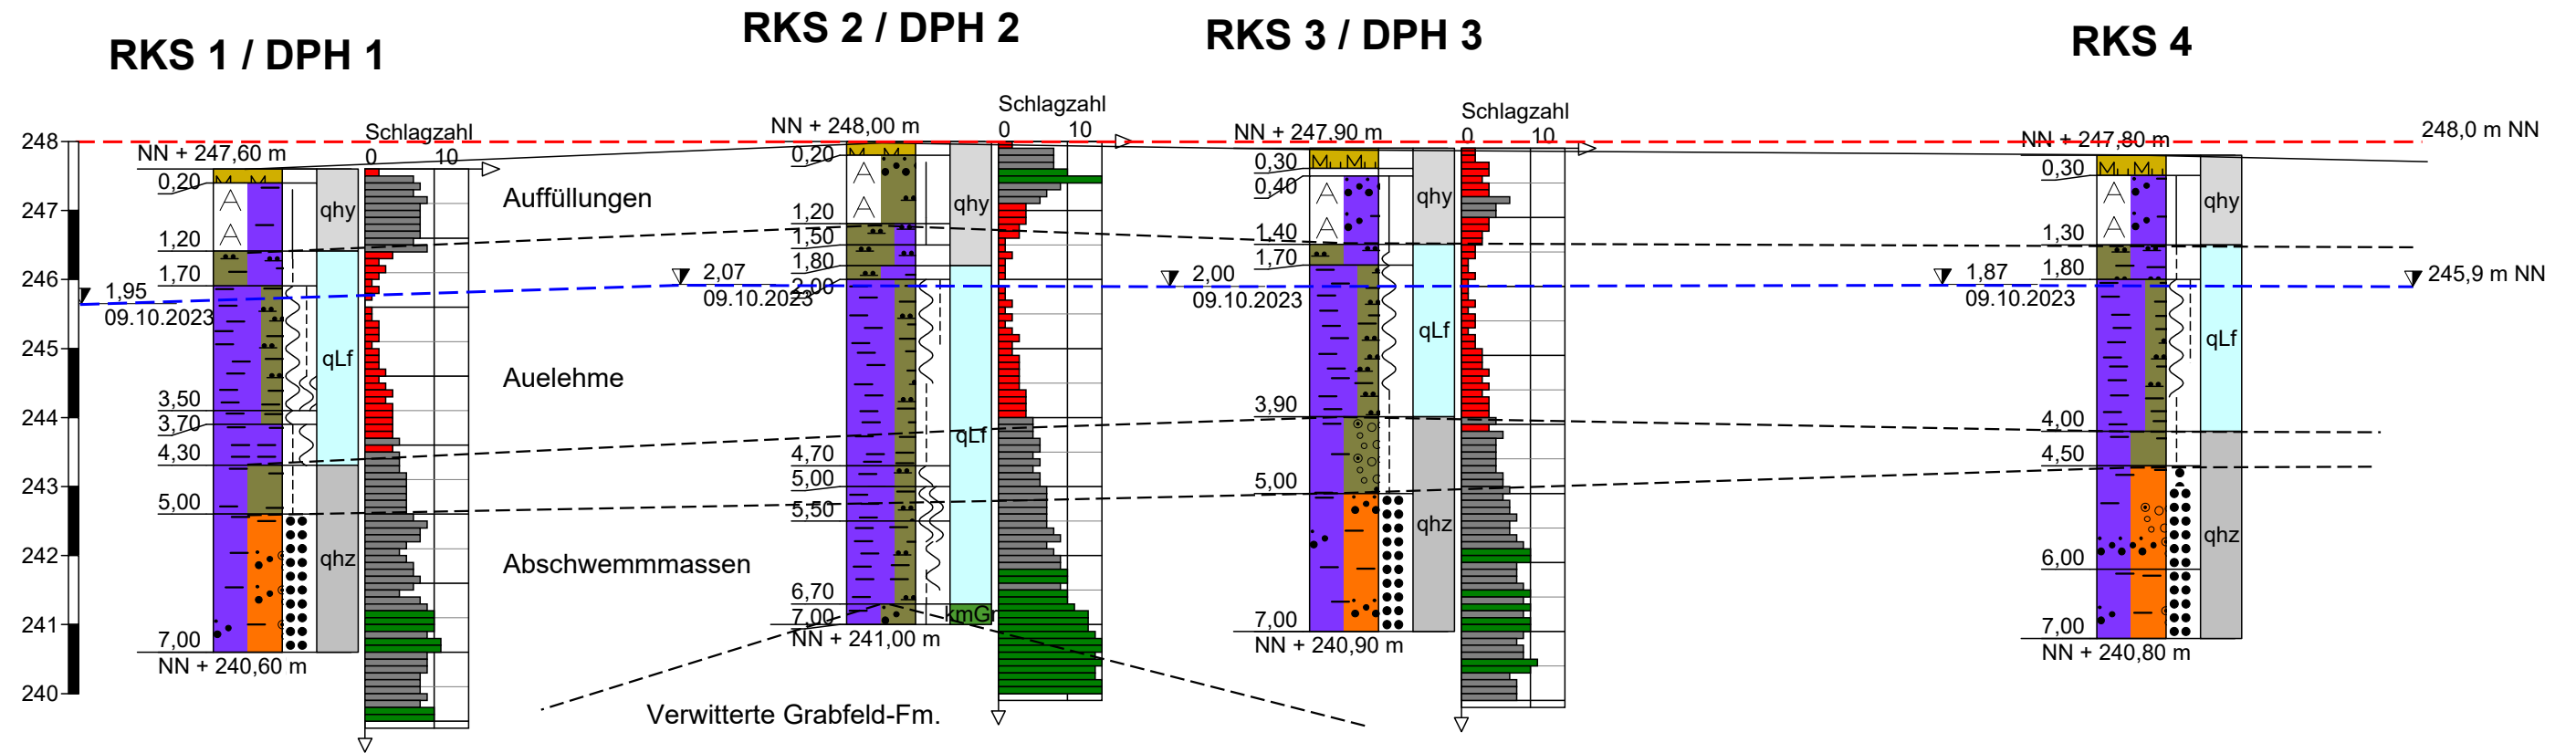 RKS 1 / DPH 1
RKS 2 / DPH 2
RKS 3 / DPH 3
RKS 4
248
247
246
245
244
243
242
241
240
NN + 247,60 m
0,20
1,20
1,70
1,95
09.10.2023
3,50
3,70
4,30
5,00
7,00
NN + 240,60 m
M M
A
A
qhy
qLf
qhz
Schlagzahl
0 10
Auffüllungen
Auelehme
Abschwemmmassen
Verwitterte Grabfeld-Fm.
NN + 248,00 m
0,20
1,20
1,50
1,80
2,00
2,07
09.10.2023
4,70
5,00
5,50
6,70
7,00
NN + 241,00 m
M M
A
A
qhy
qLf
kmGr
Schlagzahl
0 10
NN + 247,90 m
0,30
0,40
1,40
1,70
2,00
09.10.2023
3,90
5,00
7,00
NN + 240,90 m
M M
A
A
qhy
qLf
qhz
Schlagzahl
0 10
NN + 247,80 m
0,30
1,30
1,80
1,87
09.10.2023
4,00
4,50
6,00
7,00
NN + 240,80 m
M M
A
A
qhy
qLf
qhz
248,0 m NN
245,9 m NN